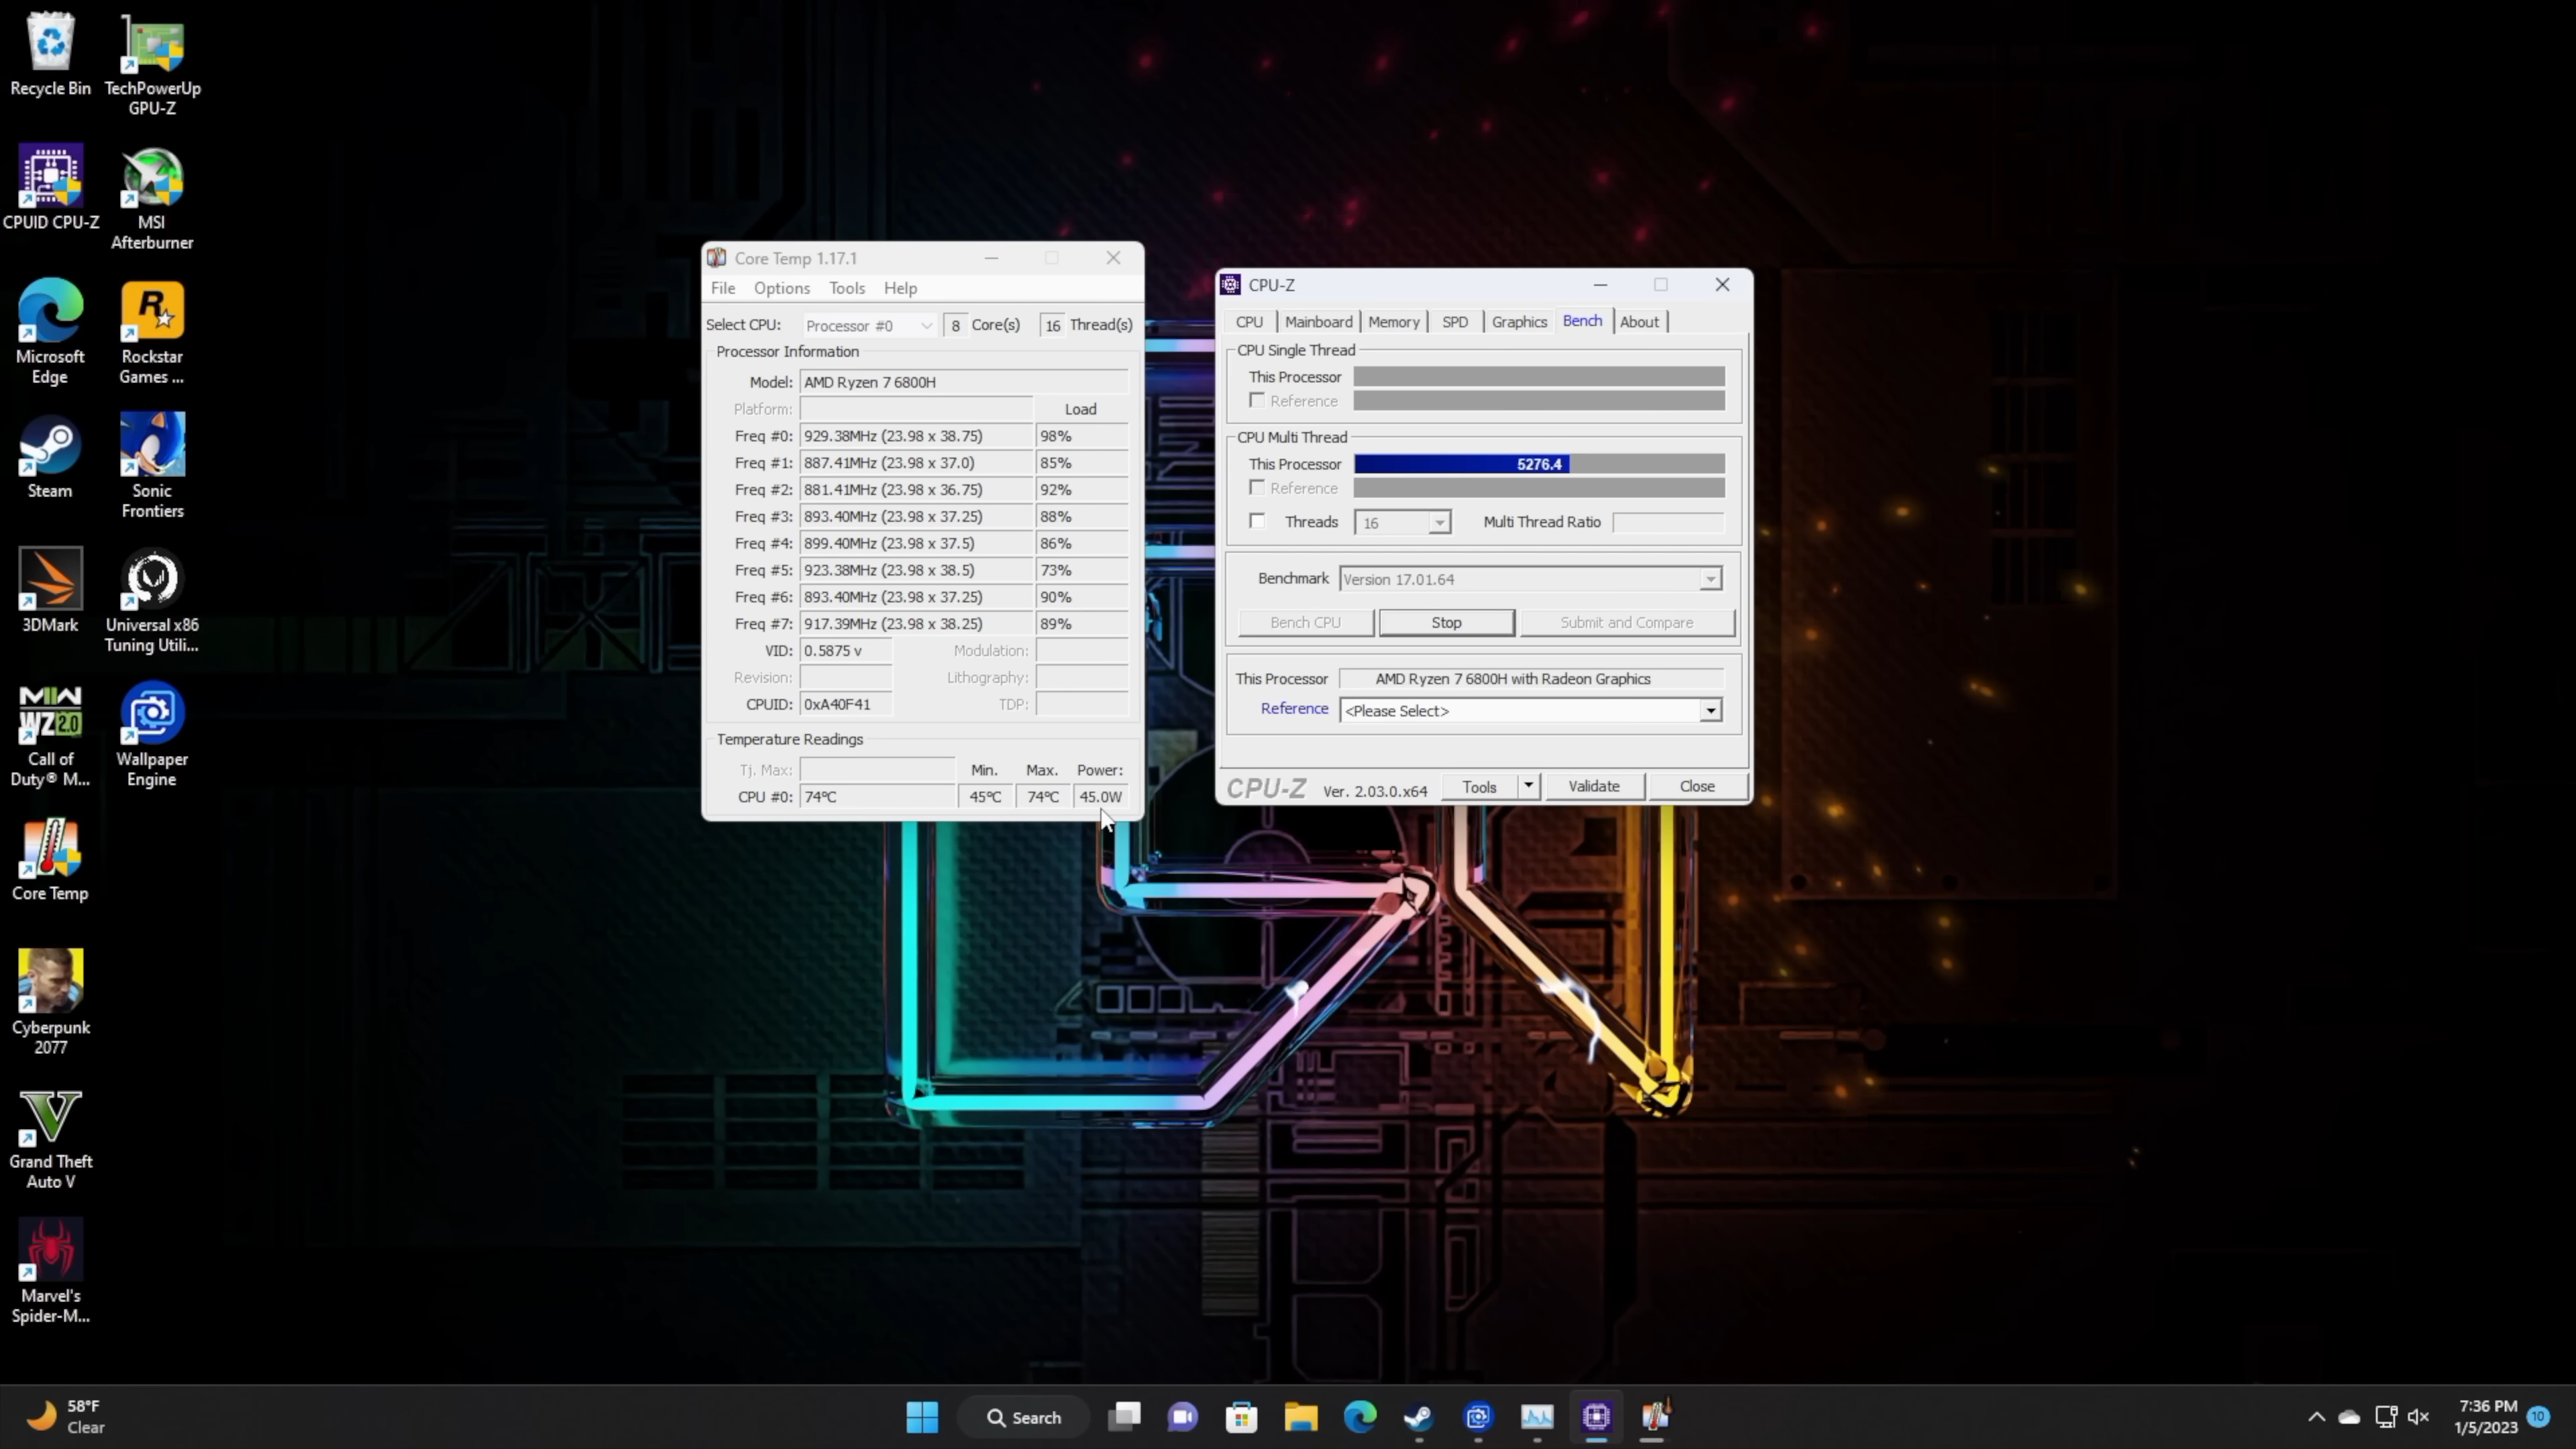 Recycle Bin
TechPowerUp
GPU-Z
CPUID CPU-Z
MSI
Afterburner
Microsoft
Edge
Rockstar
Games ...
Steam
Sonic
Frontiers
3DMark
Universal x86
Tuning Utili...
MW
WZ 2.0
Call of
Duty® M...
Wallpaper
Engine
Core Temp
Cyberpunk
2077
Grand Theft
Auto V
Marvel's
Spider-M...
Core Temp 1.17.1
File Options Tools Help
Select CPU: Processor #0 8 Core(s) 16 Thread(s)
Processor Information
Model: AMD Ryzen 7 6800H
Platform: Load
Freq #0: 929.38MHz (23.98 x 38.75) 98%
Freq #1: 887.41MHz (23.98 x 37.0) 85%
Freq #2: 881.41MHz (23.98 x 36.75) 92%
Freq #3: 893.40MHz (23.98 x 37.25) 88%
Freq #4: 899.40MHz (23.98 x 37.5) 86%
Freq #5: 923.38MHz (23.98 x 38.5) 73%
Freq #6: 893.40MHz (23.98 x 37.25) 90%
Freq #7: 917.39MHz (23.98 x 38.25) 89%
VID: 0.5875 v Modulation:
Revision: Lithography:
CPUID: 0xA40F41 TDP:
Temperature Readings
Tj. Max: Min. Max. Power:
CPU #0: 74°C 45°C 74°C 45.0W
CPU-Z
CPU Mainboard Memory SPD Graphics Bench About
CPU Single Thread
This Processor
Reference
CPU Multi Thread
This Processor 5276.4
Reference
Threads 16 Multi Thread Ratio
Benchmark Version 17.01.64
Bench CPU Stop Submit and Compare
This Processor AMD Ryzen 7 6800H with Radeon Graphics
Reference <Please Select>
CPU-Z Ver. 2.03.0.x64 Tools Validate Close
58°F
Clear
Search
7:36 PM
1/5/2023
10